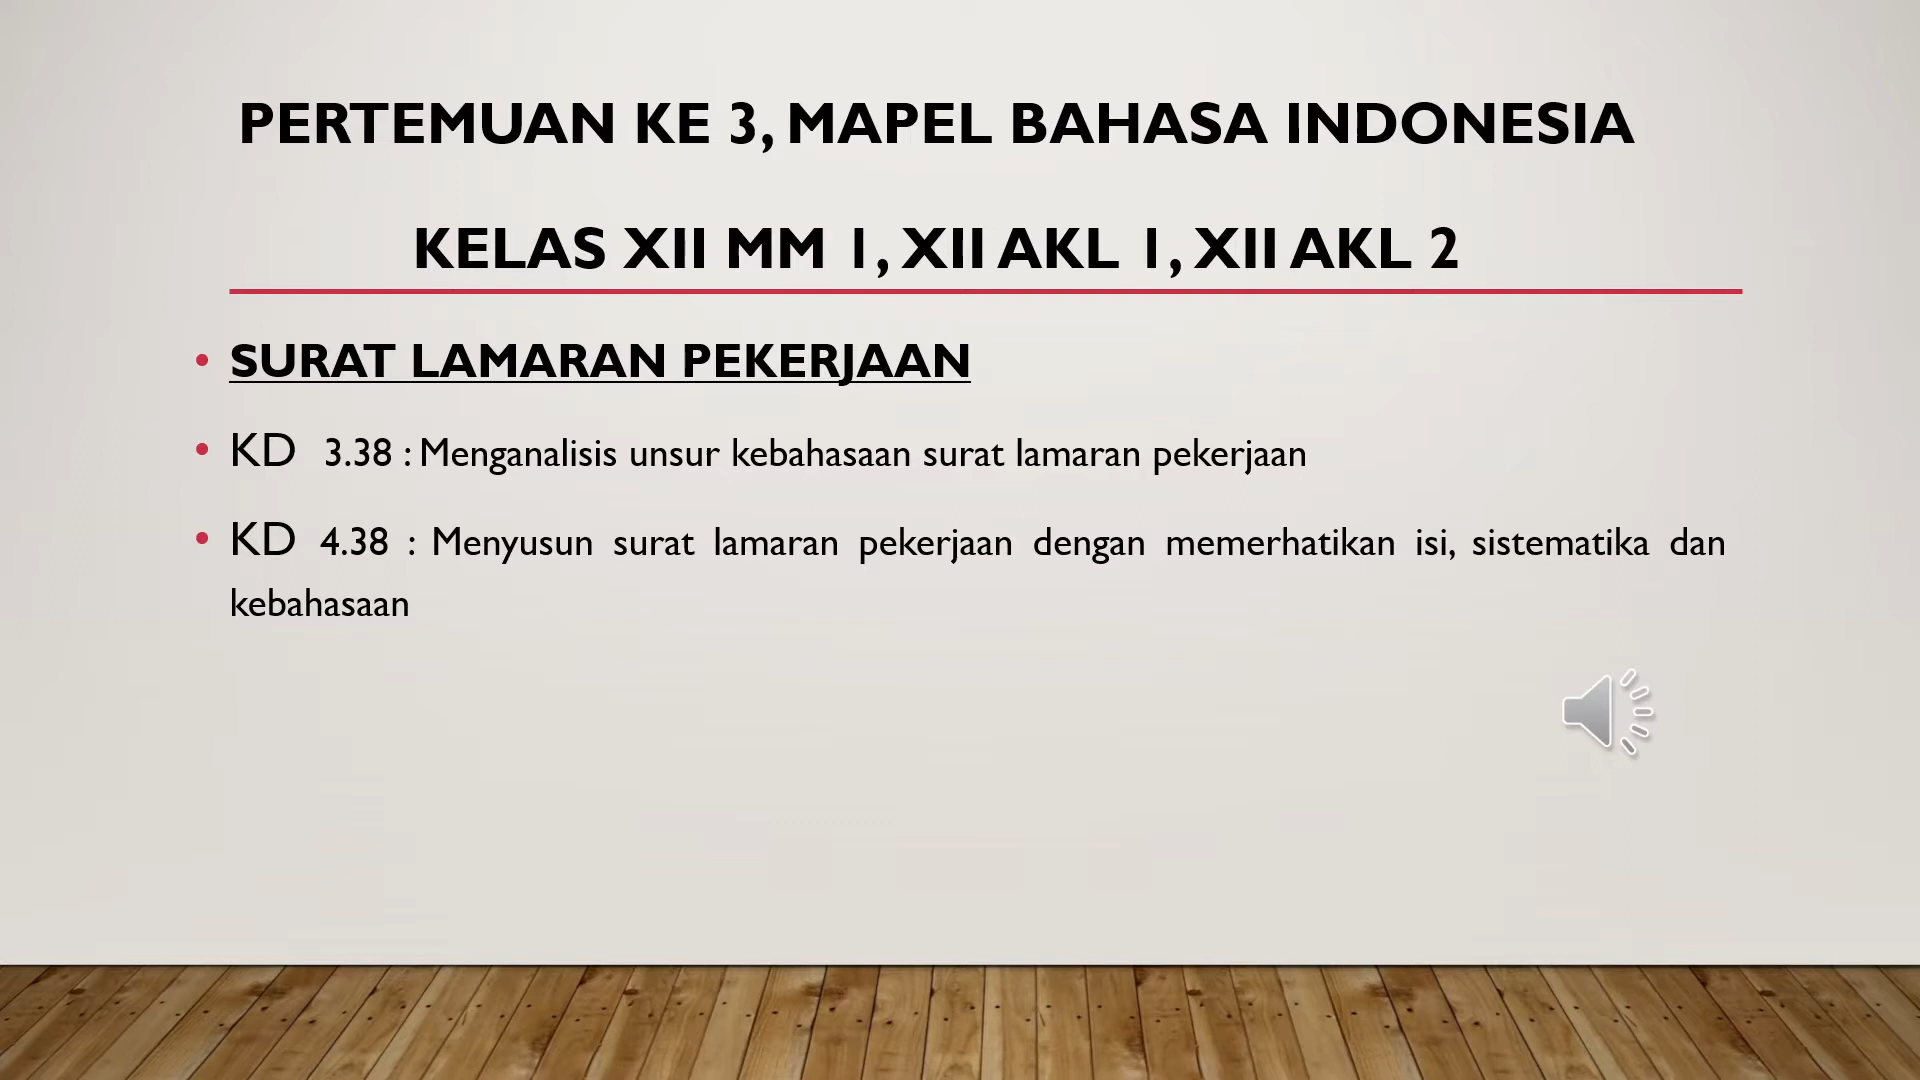 PERTEMUAN KE 3, MAPEL BAHASA INDONESIA
KELAS XII MM 1, XII AKL 1, XII AKL 2
• SURAT LAMARAN PEKERJAAN
• KD 3.38 : Menganalisis unsur kebahasaan surat lamaran pekerjaan
• KD 4.38 : Menyusun surat lamaran pekerjaan dengan memerhatikan isi, sistematika dan
kebahasaan